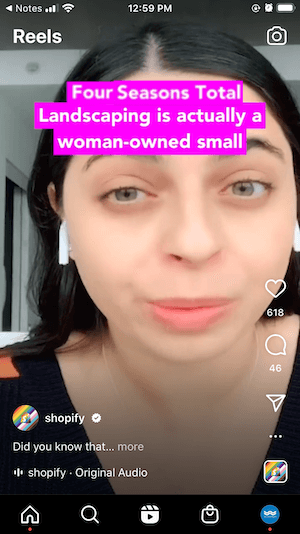 Notes
12:59 PM
Reels
Four Seasons Total
Landscaping is actually a
woman-owned small
618
46
shopify
Did you know that... more
shopify · Original Audio